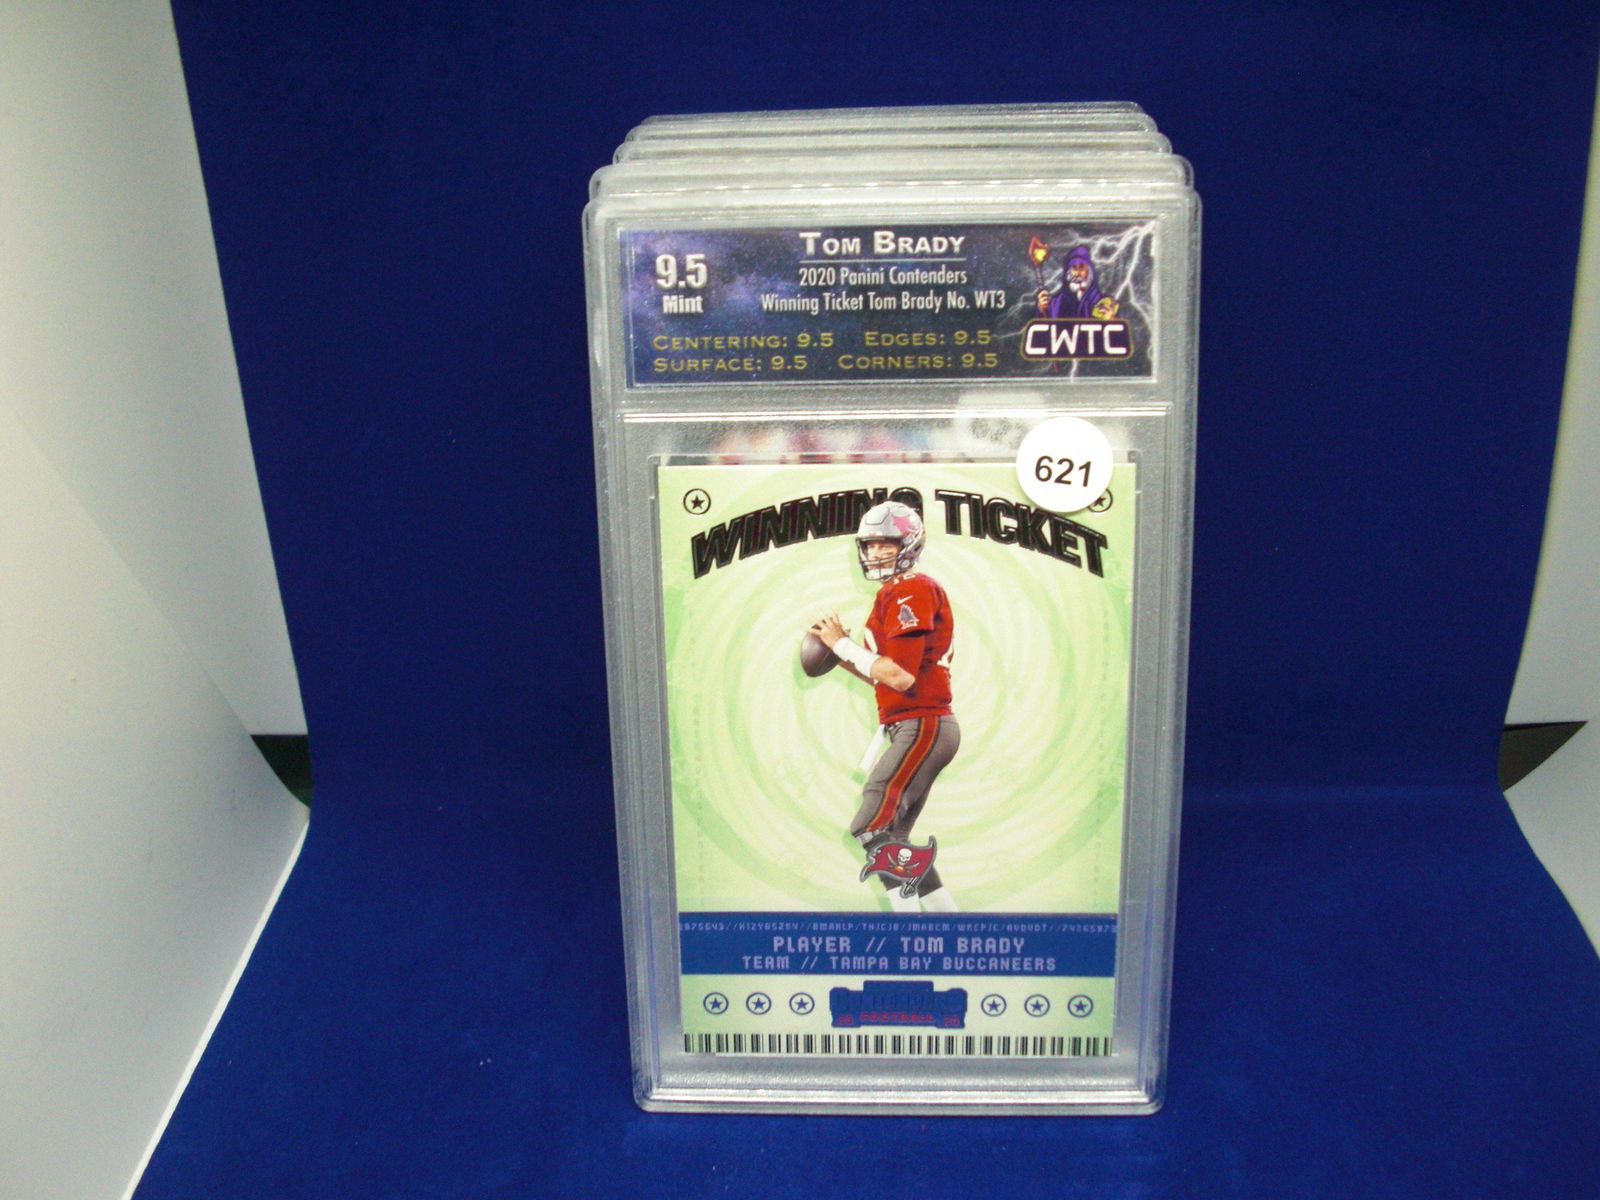 TOM BRADY
9.5
Mint
2020 Panini Contenders
Winning Ticket Tom Brady No. WT3
CENTERING: 9.5 EDGES: 9.5
SURFACE: 9.5 CORNERS: 9.5
CWTC
621
WINNING TICKET
PLAYER // TOM BRADY
TEAM // TAMPA BAY BUCCANEERS
FOOTBALL